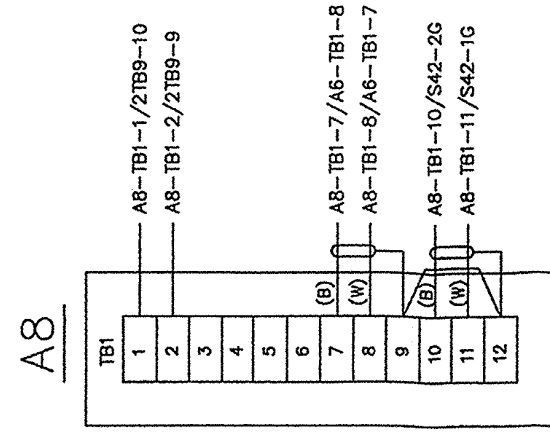 A8
TB1
1 A8-TB1-1/2TB9-10
2 A8-TB1-2/2TB9-9
3
4
5
6
7 (B) A8-TB1-7/A6-TB1-8
8 (W) A8-TB1-8/A6-TB1-7
9
10 (B) A8-TB1-10/S42-2G
11 (W) A8-TB1-11/S42-1G
12